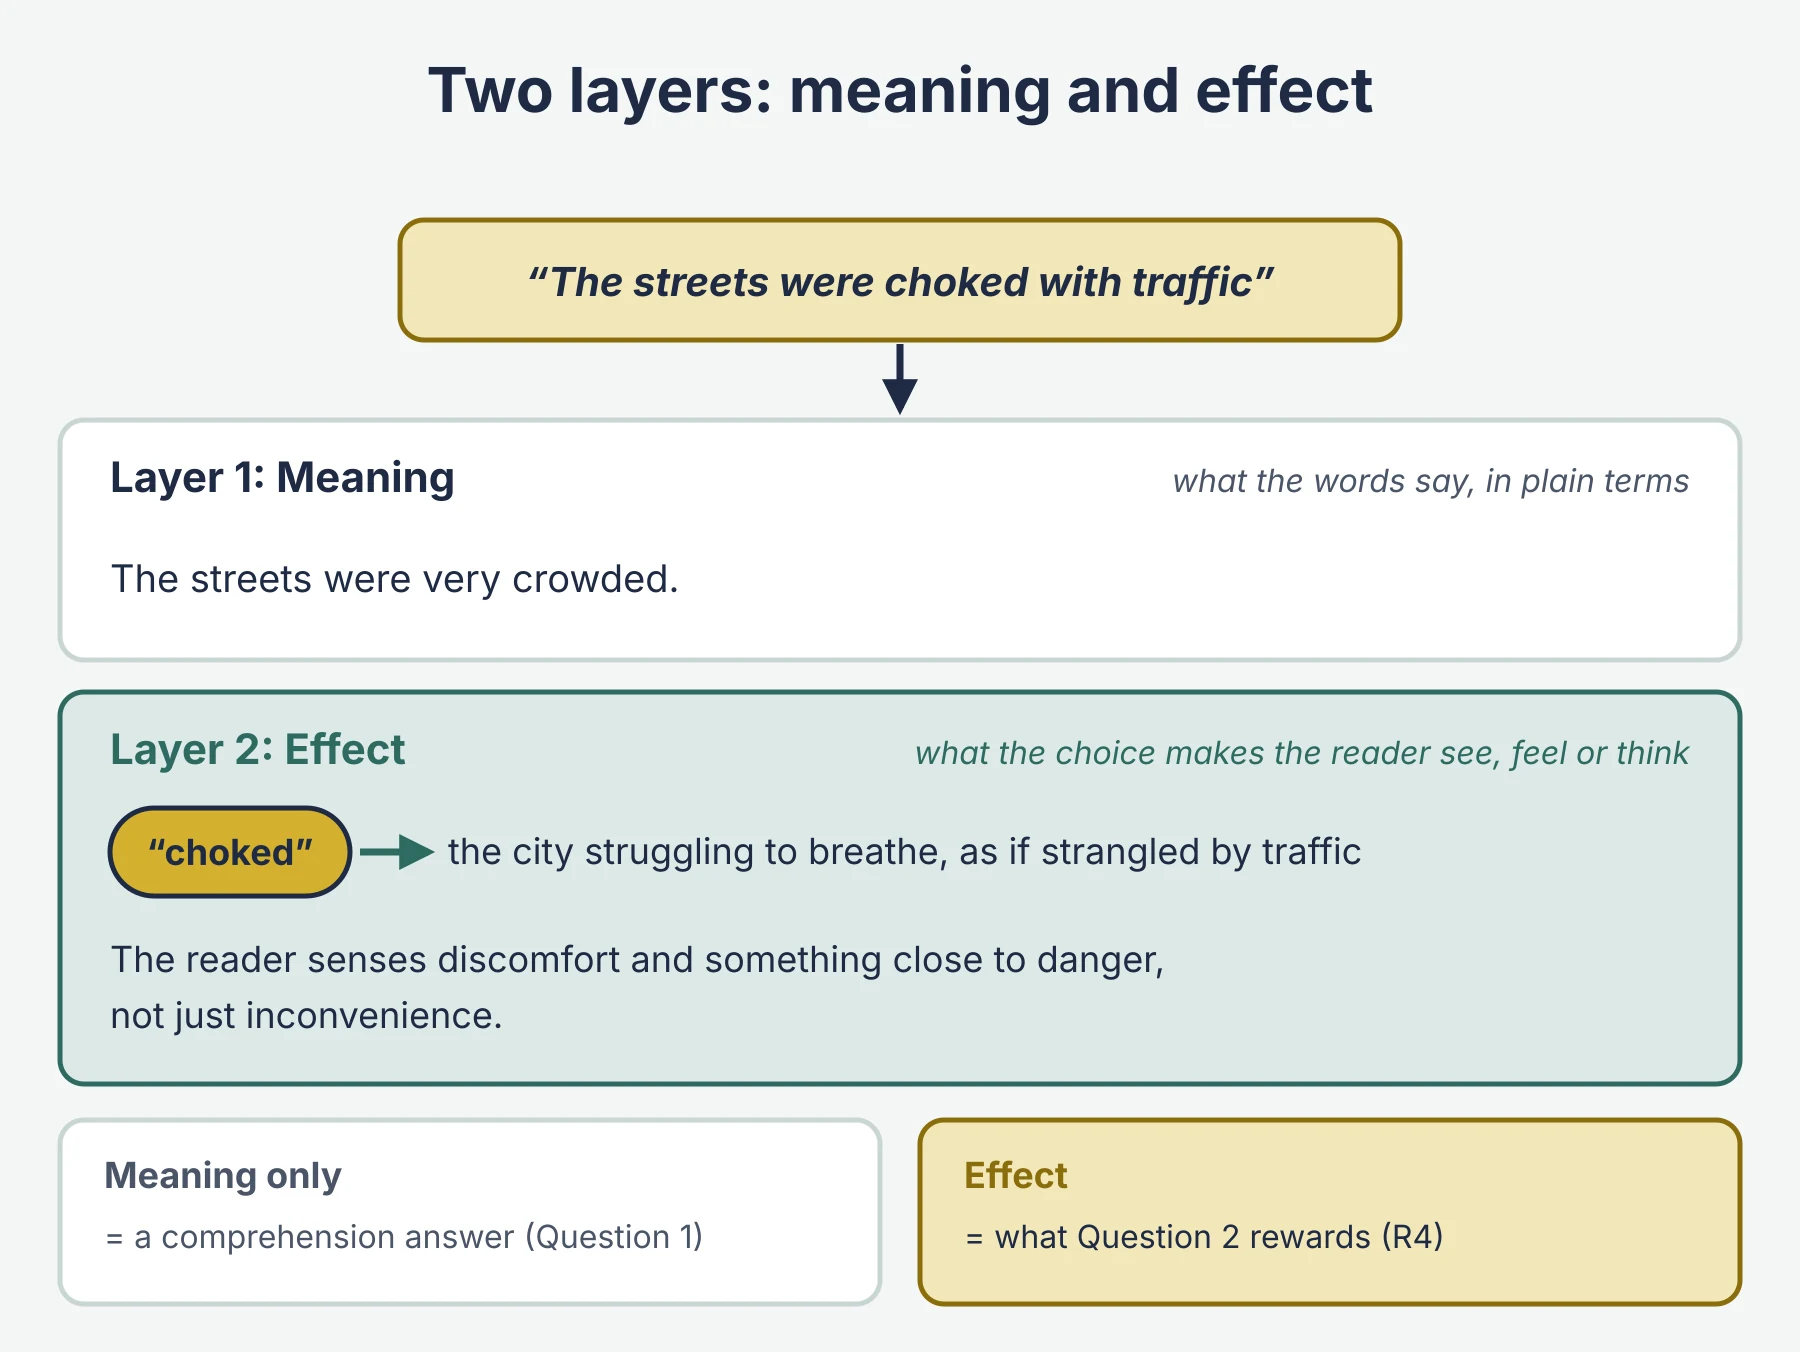 Two layers: meaning and effect
“The streets were choked with traffic”
Layer 1: Meaning
what the words say, in plain terms
The streets were very crowded.
Layer 2: Effect
what the choice makes the reader see, feel or think
“choked”
the city struggling to breathe, as if strangled by traffic
The reader senses discomfort and something close to danger,
not just inconvenience.
Meaning only
= a comprehension answer (Question 1)
Effect
= what Question 2 rewards (R4)